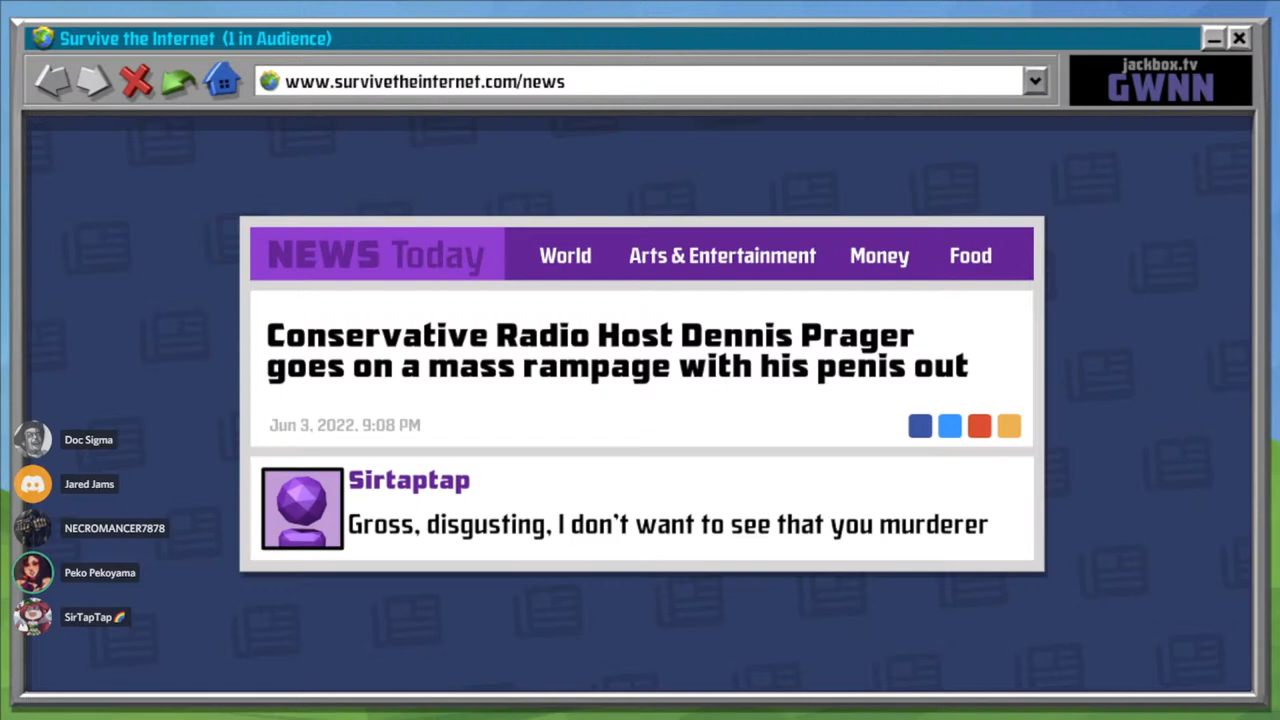 Survive the Internet (1 in Audience)
www.survivetheinternet.com/news
jackbox.tv
GWNN
NEWS Today
World
Arts & Entertainment
Money
Food
Conservative Radio Host Dennis Prager
goes on a mass rampage with his penis out
Jun 3, 2022, 9:08 PM
Sirtaptap
Gross, disgusting, I don't want to see that you murderer
Doc Sigma
Jared Jams
NECROMANCER7878
Peko Pekoyama
SirTapTap🌈